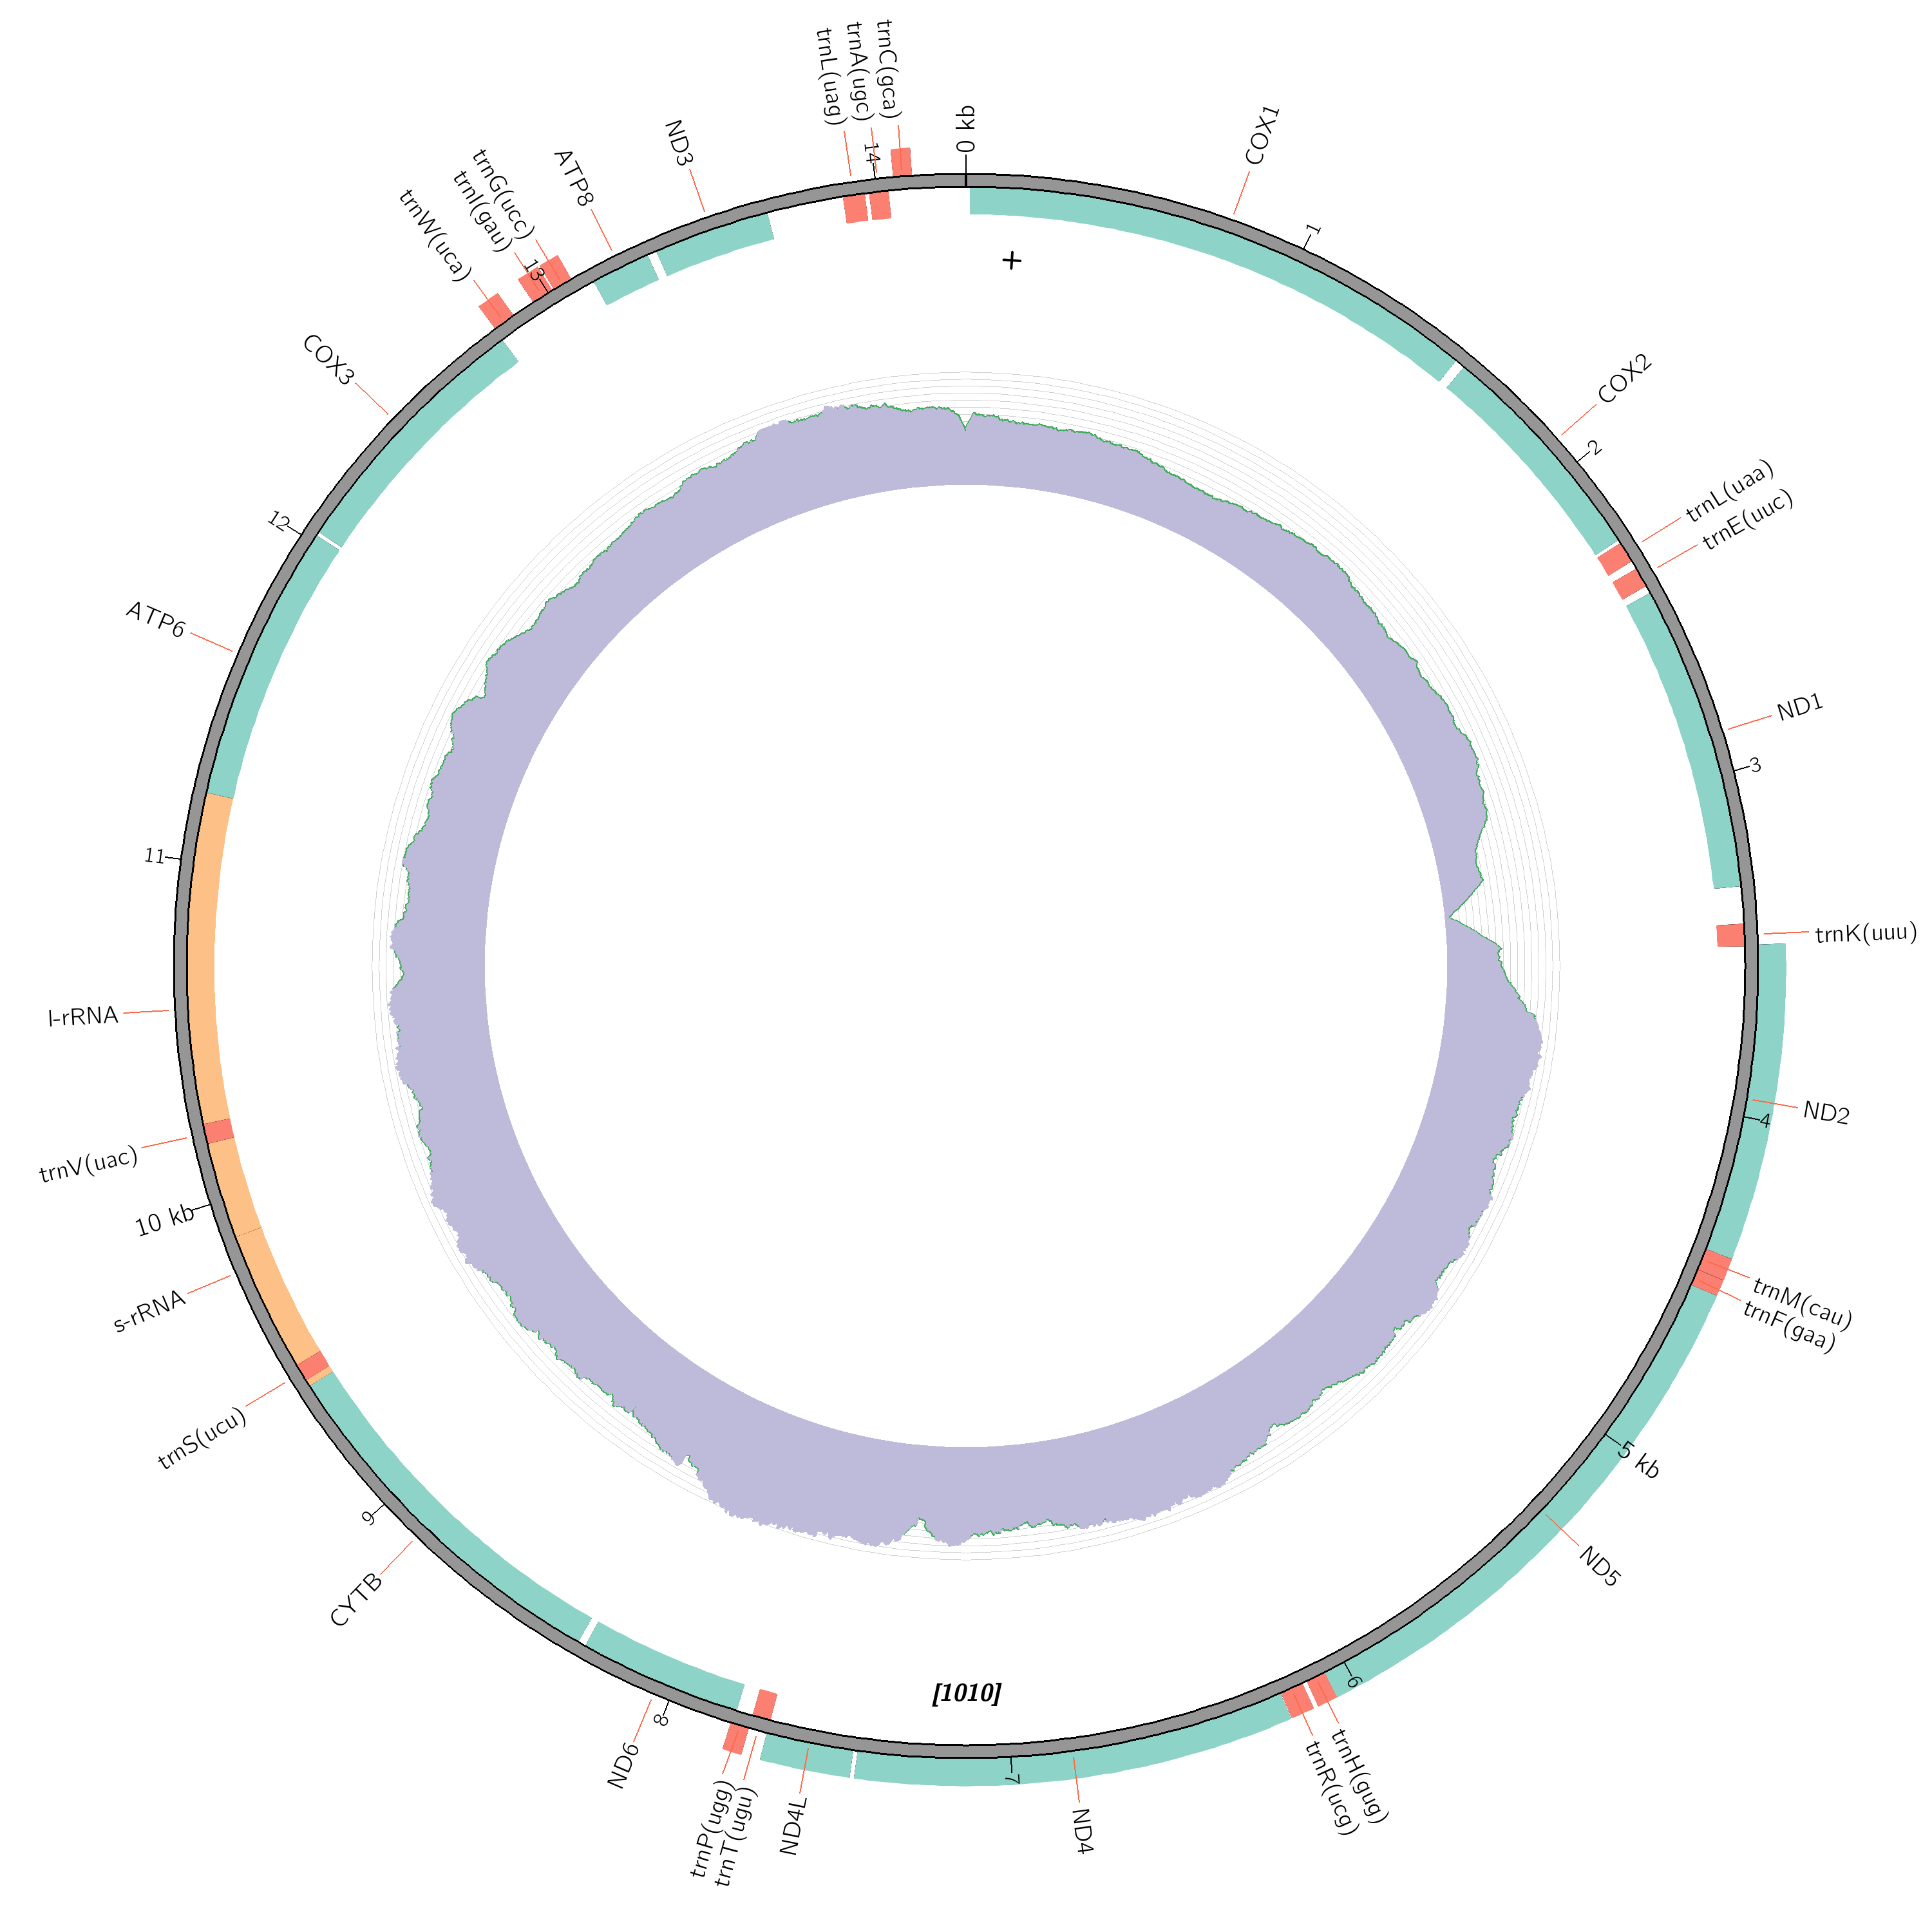 0 kb
COX1
1
COX2
2
trnL(uaa)
trnE(uuc)
ND1
3
trnK(uuu)
ND2
4
trnM(cau)
trnF(gaa)
5 kb
ND5
6
trnH(gug)
trnR(ucg)
ND4
7
ND4L
trnT(ugu)
trnP(ugg)
8
ND6
CYTB
9
trnS(ucu)
s-rRNA
10 kb
trnV(uac)
l-rRNA
11
ATP6
12
COX3
trnW(uca)
trnI(gau)
13
trnG(ucc)
ATP8
ND3
trnL(uag)
trnA(ugc)
14
trnC(gca)
+
[1010]